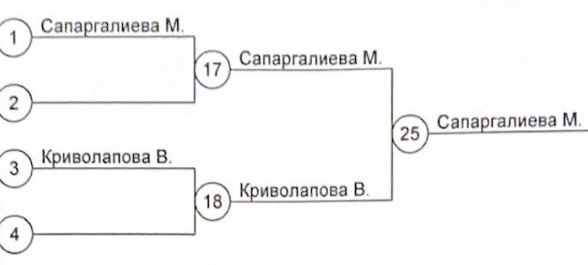 1 Сапаргалиева М.
17 Сапаргалиева М.
2
25 Сапаргалиева М.
3 Криволапова В.
18 Криволапова В.
4